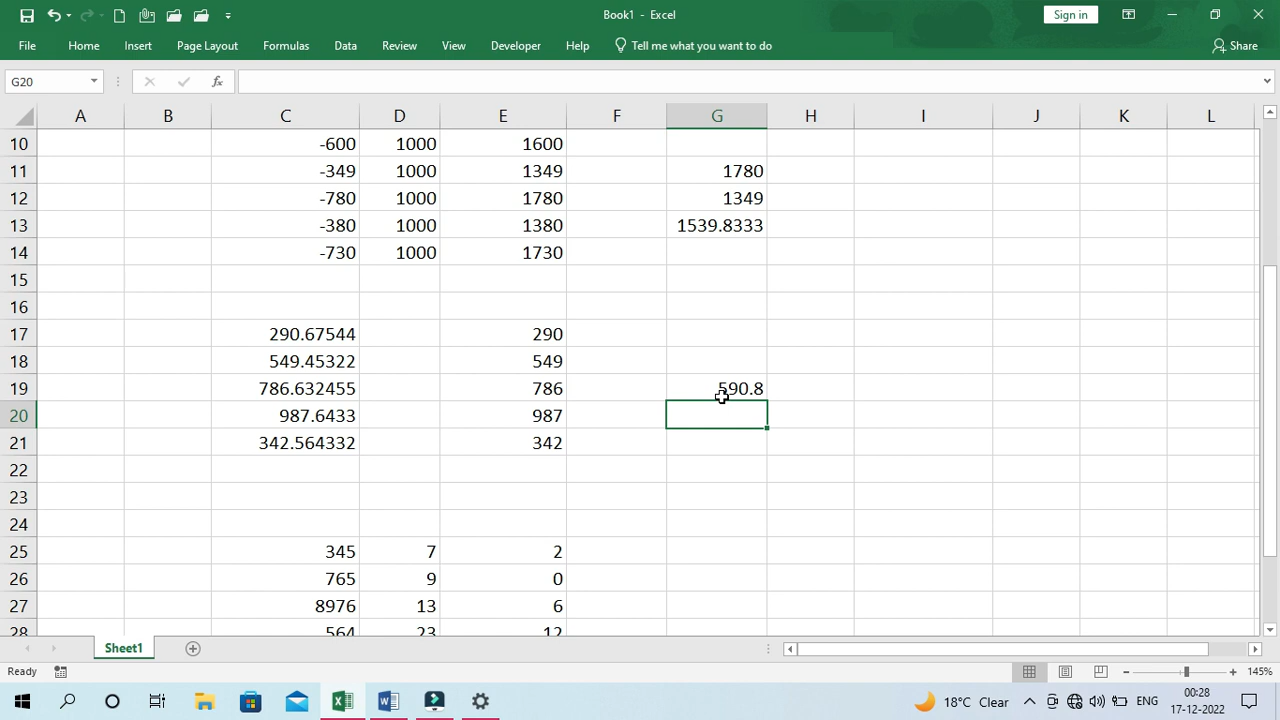 Book1 - Excel
Sign in
File Home Insert Page Layout Formulas Data Review View Developer Help Tell me what you want to do Share
G20 fx
A B C D E F G H I J K L
10 -600 1000 1600
11 -349 1000 1349 1780
12 -780 1000 1780 1349
13 -380 1000 1380 1539.8333
14 -730 1000 1730
15
16
17 290.67544 290
18 549.45322 549
19 786.632455 786 590.8
20 987.6433 987
21 342.564332 342
22
23
24
25 345 7 2
26 765 9 0
27 8976 13 6
28 564 23 12
Sheet1
Ready 145%
18°C Clear ENG 00:28
17-12-2022